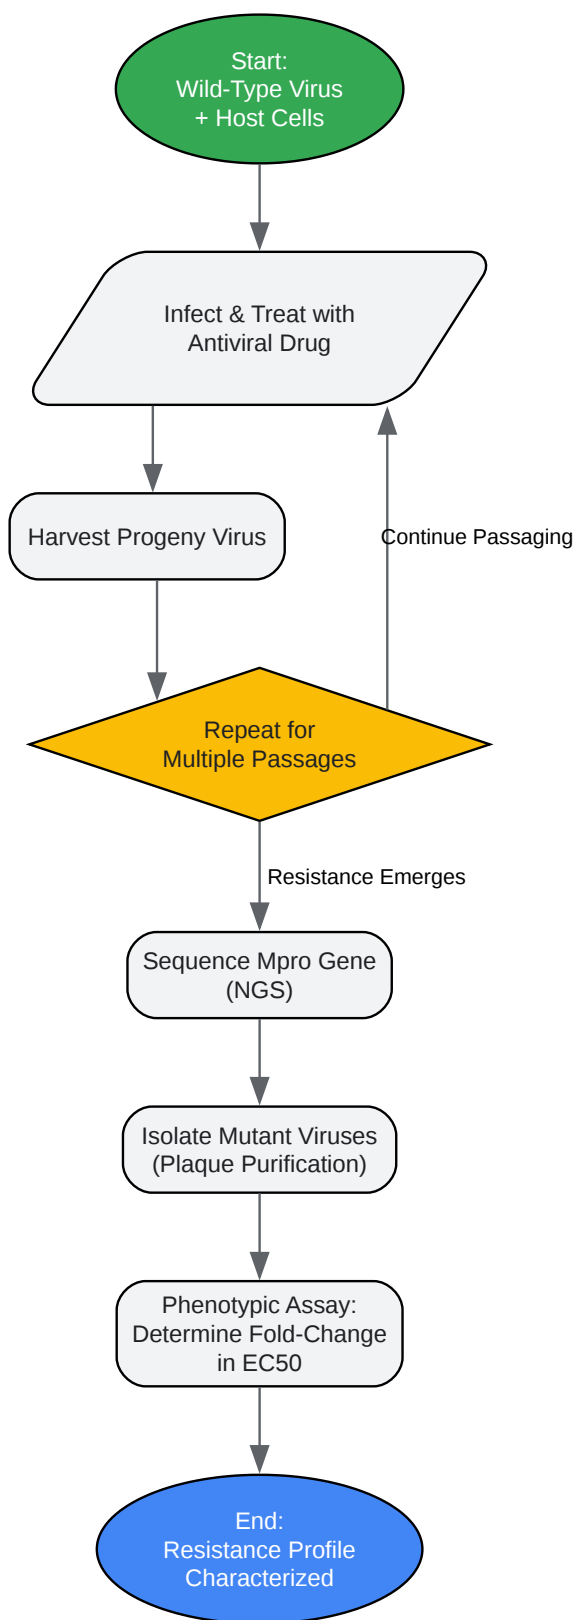 Start:
Wild-Type Virus
+ Host Cells
Infect & Treat with
Antiviral Drug
Harvest Progeny Virus
Continue Passaging
Repeat for
Multiple Passages
Resistance Emerges
Sequence Mpro Gene
(NGS)
Isolate Mutant Viruses
(Plaque Purification)
Phenotypic Assay:
Determine Fold-Change
in EC50
End:
Resistance Profile
Characterized